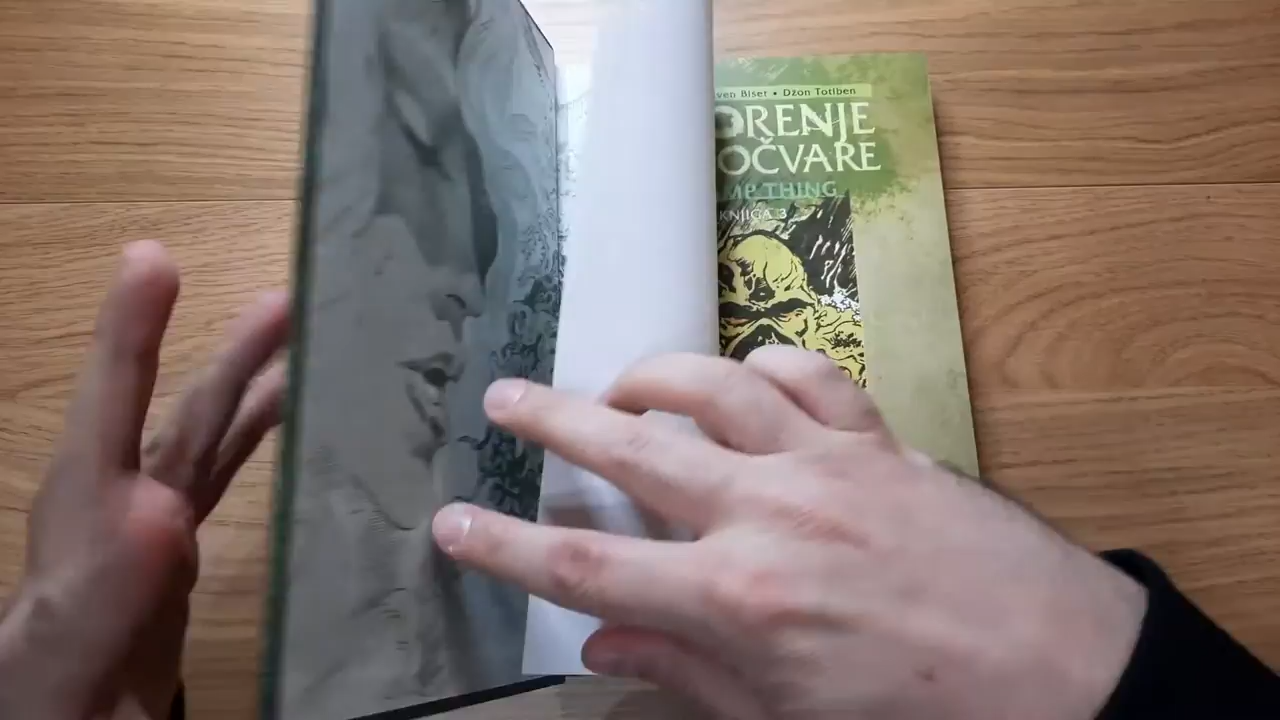 ven Biset • Džon Totlben
ORENJE
OČVARE
MP THING
KNJIGA 3